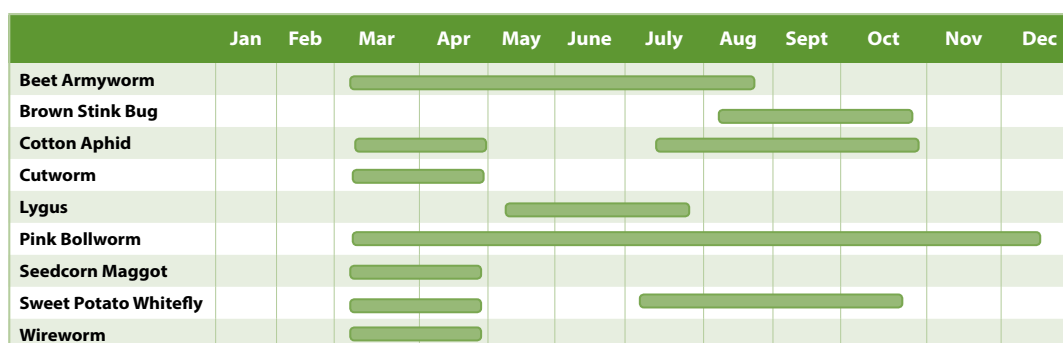 Jan Feb Mar Apr May June July Aug Sept Oct Nov Dec
Beet Armyworm
Brown Stink Bug
Cotton Aphid
Cutworm
Lygus
Pink Bollworm
Seedcorn Maggot
Sweet Potato Whitefly
Wireworm